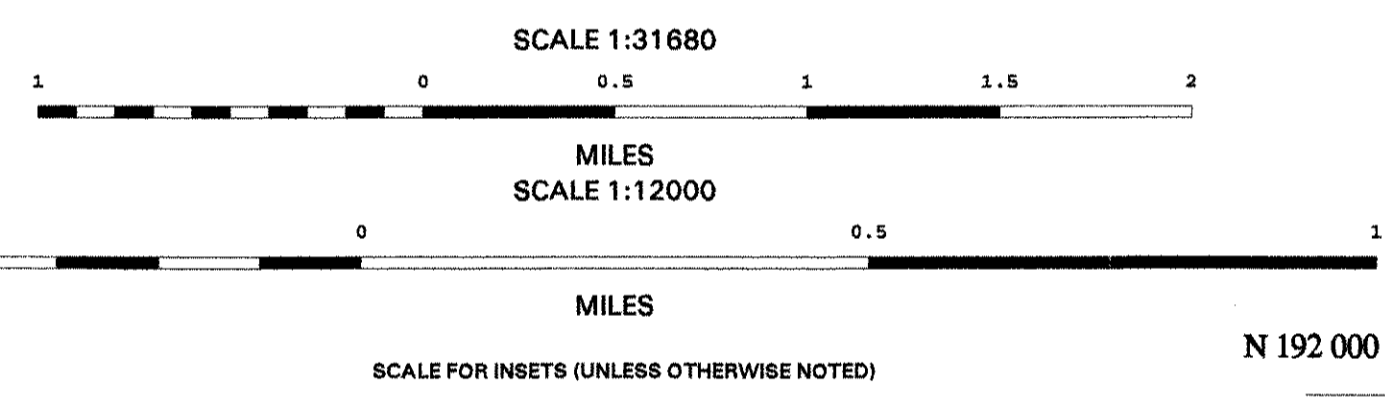 SCALE 1:31680
1 0 0.5 1 1.5 2
MILES
SCALE 1:12000
0 0.5 1
MILES
N 192 000
SCALE FOR INSETS (UNLESS OTHERWISE NOTED)